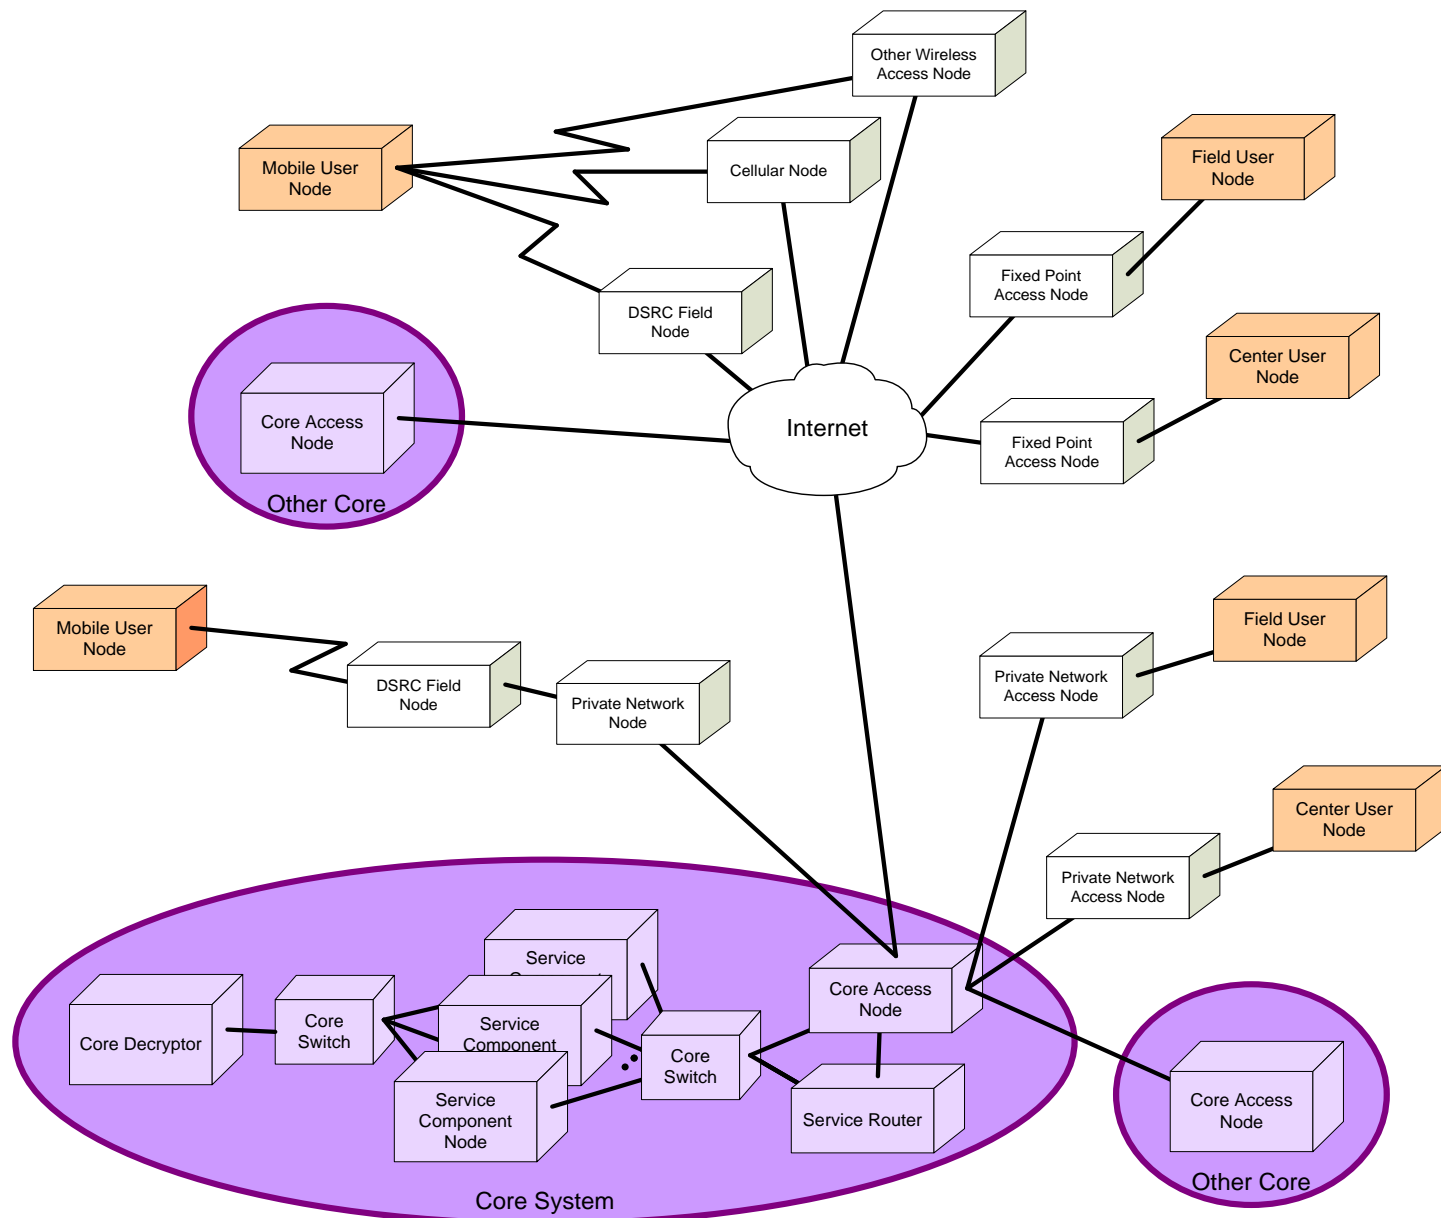 Other Wireless
Access Node
Mobile User
Node
Cellular Node
Field User
Node
Fixed Point
Access Node
DSRC Field
Node
Center User
Node
Core Access
Node
Internet
Fixed Point
Access Node
Other Core
Mobile User
Node
DSRC Field
Node
Private Network
Node
Private Network
Access Node
Field User
Node
Center User
Node
Private Network
Access Node
Service
Core Access
Node
Core Decryptor
Core
Switch
Service
Component
Core
Switch
Service
Component
Node
Service Router
Core Access
Node
Core System
Other Core